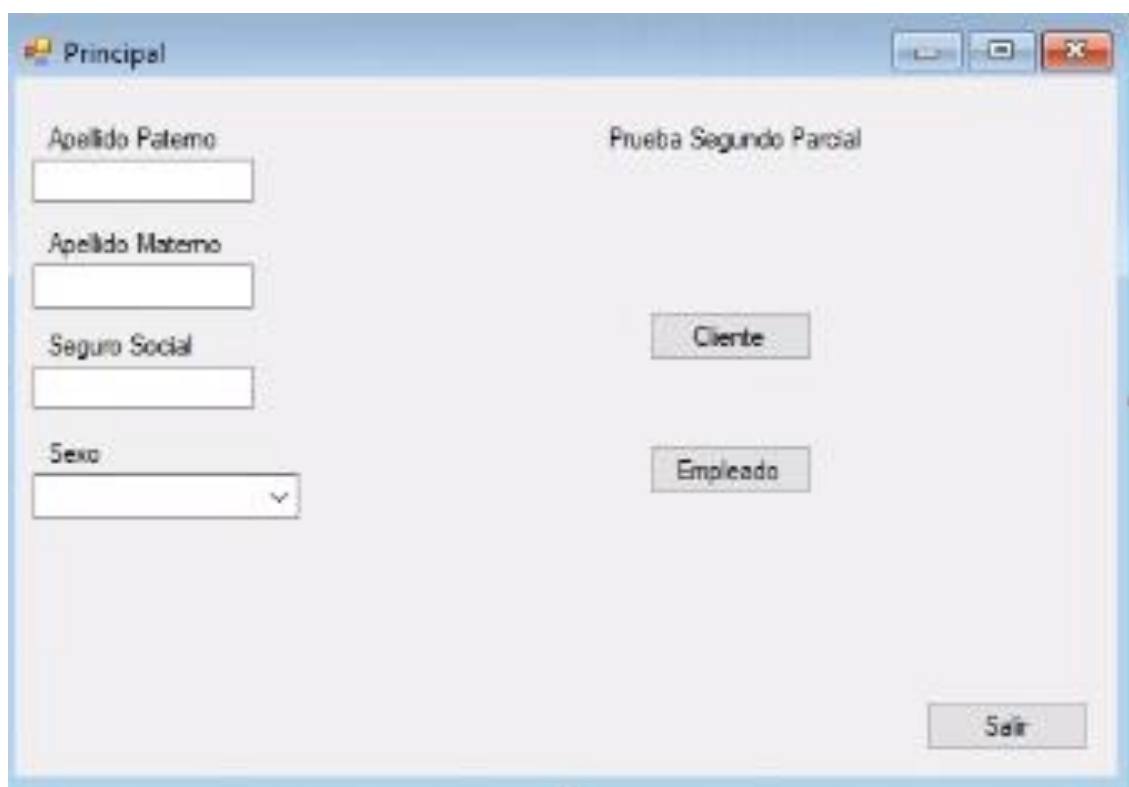 Principal
Apellido Paterno
Prueba Segundo Parcial
Apellido Materno
Cliente
Seguro Social
Sexo
Empleado
Salir